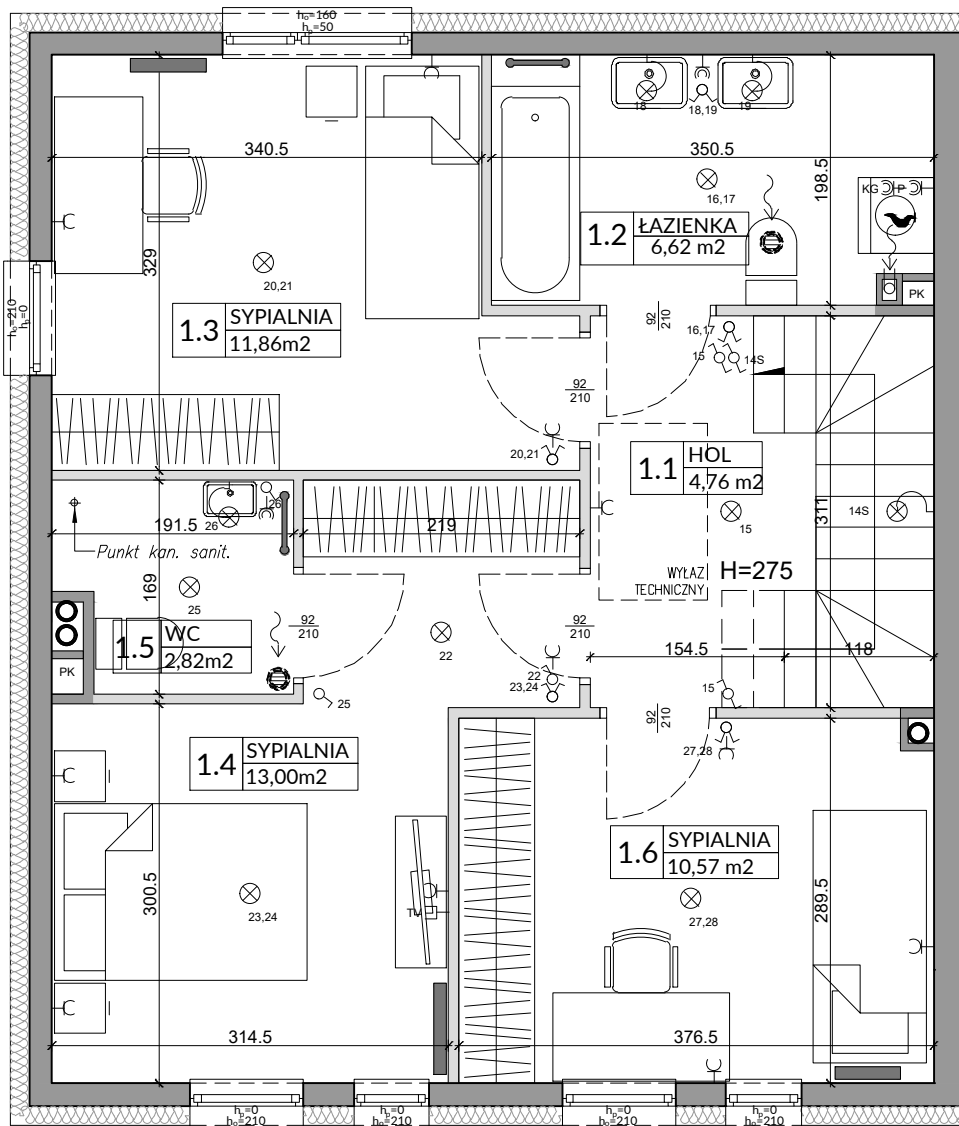 hₒ=160
hₚ=50
18
18,19
19
340.5
350.5
198.5
KG
P
16,17
1.2 ŁAZIENKA
6,62 m2
329
20,21
hₒ=210
hₚ=0
PK
1.3 SYPIALNIA
11,86m2
92
210
16,17
15
14S
92
210
20,21
1.1 HOL
4,76 m2
26
26
191.5
219
15
311
14S
Punkt kan. sanit.
WYŁAZ
TECHNICZNY
H=275
169
25
92
210
22
92
210
1.5 WC
2,82m2
PK
154.5
118
22
23,24
25
15
92
210
27,28
1.4 SYPIALNIA
13,00m2
1.6 SYPIALNIA
10,57 m2
300.5
23,24
TV
289.5
27,28
314.5
376.5
hₚ=0
hₒ=210
hₚ=0
hₒ=210
hₚ=0
hₒ=210
hₚ=0
hₒ=210